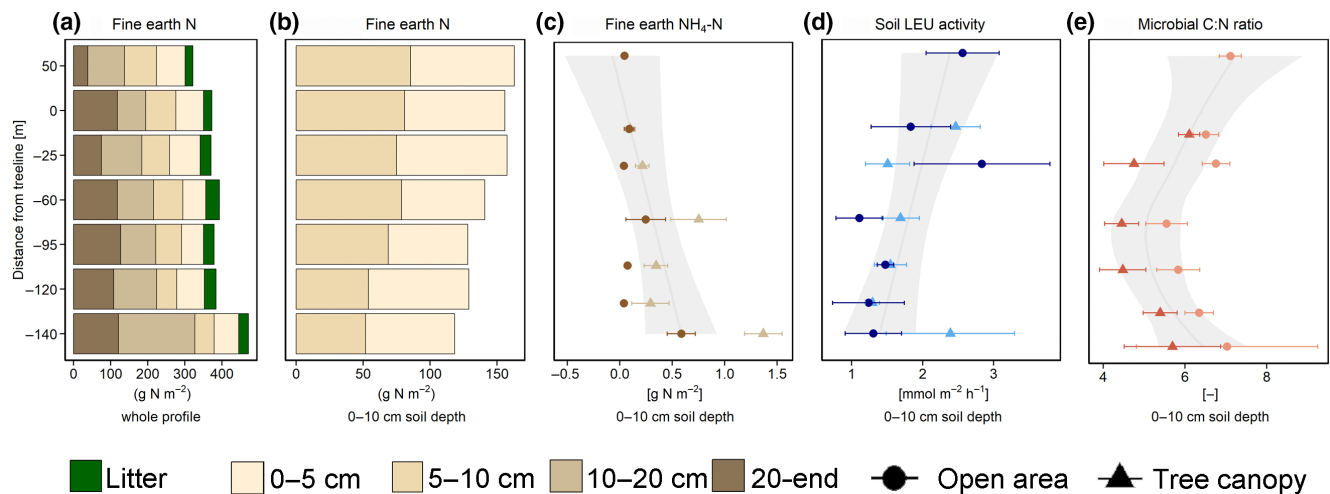 (a) Fine earth N
(b) Fine earth N
(c) Fine earth NH4-N
(d) Soil LEU activity
(e) Microbial C:N ratio
Distance from treeline [m]
50
0
–25
–60
–95
–120
–140
0 100 200 300 400
(g N m−2)
whole profile
0 50 100 150
(g N m−2)
0–10 cm soil depth
−0.5 0.0 0.5 1.0 1.5
[g N m−2]
0–10 cm soil depth
1 2 3
[mmol m−2 h−1]
0–10 cm soil depth
4 6 8
[–]
0–10 cm soil depth
Litter 0–5 cm 5–10 cm 10–20 cm 20-end Open area Tree canopy